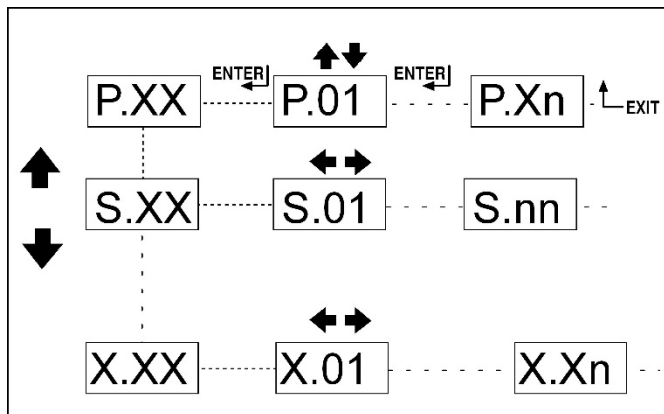 ENTER ENTER
P.XX P.01 P.Xn EXIT
S.XX S.01 S.nn
X.XX X.01 X.Xn